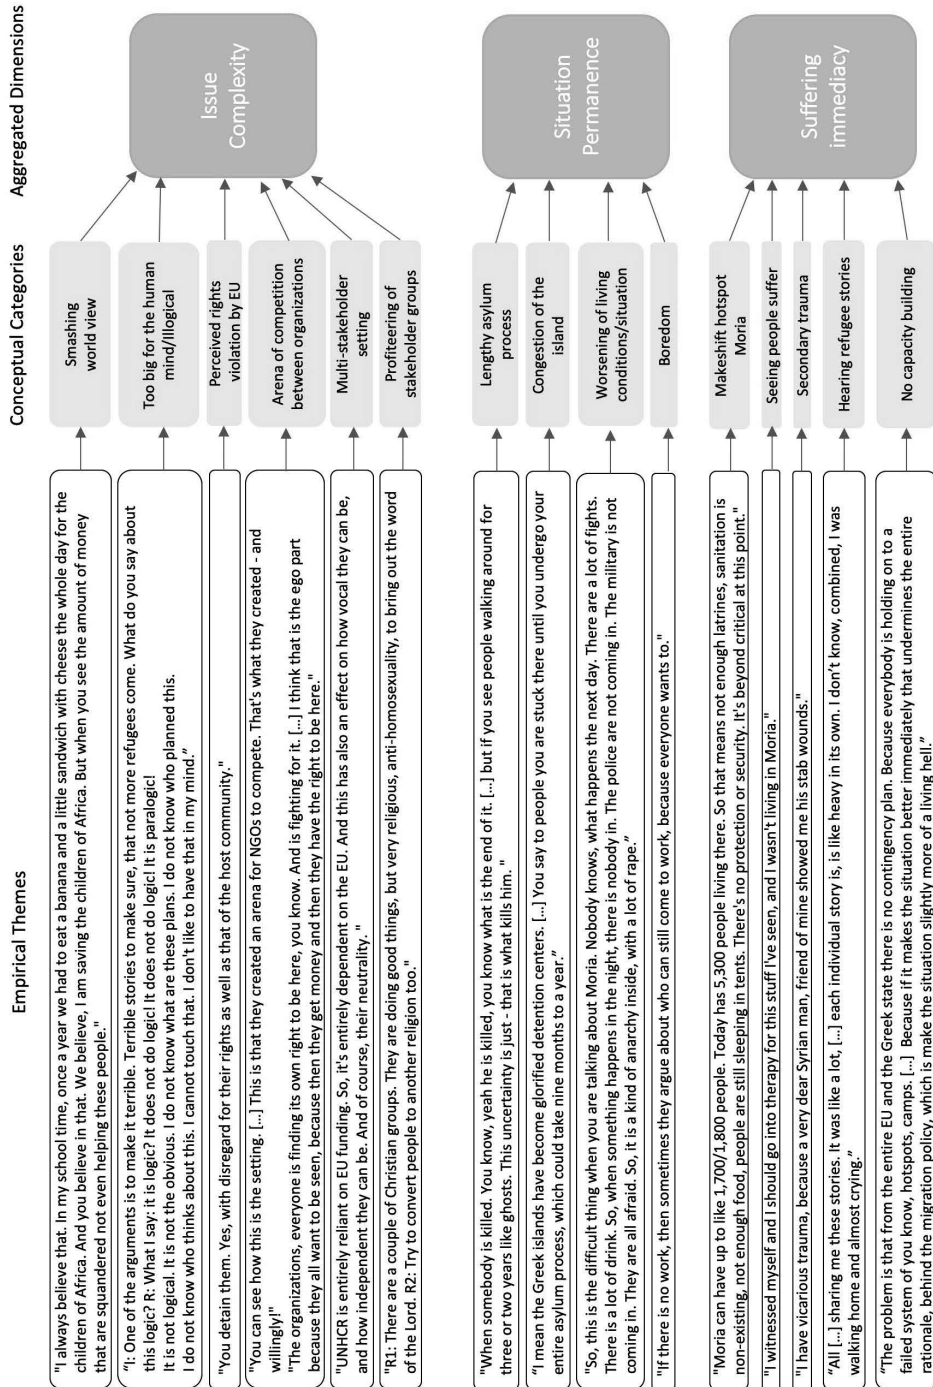 Empirical Themes
Conceptual Categories
Aggregated Dimensions
"I always believe that. In my school time, once a year we had to eat a banana and a little sandwich with cheese the whole day for the
children of Africa. And you believe in that. We believe, I am saving the children of Africa. But when you see the amount of money
that are squandered not even helping these people."
Smashing
world view
"I: One of the arguments is to make it terrible. Terrible stories to make sure, that not more refugees come. What do you say about
this logic? R: What I say: it is logic? It does not do logic! It does not do logic! It is paralogic!
It is not logical. It is not the obvious. I do not know what are these plans. I do not know who planned this.
I do not know who thinks about this. I cannot touch that. I don't like to have that in my mind."
Too big for the human
mind/Illogical
"You detain them. Yes, with disregard for their rights as well as that of the host community."
Perceived rights
violation by EU
"You can see how this is the setting. [...] This is that they created an arena for NGOs to compete. That's what they created - and
willingly!"
"The organizations, everyone is finding its own right to be here, you know. And is fighting for it. [...] I think that is the ego part
because they all want to be seen, because then they get money and then they have the right to be here."
Arena of competition
between organizations
"UNHCR is entirely reliant on EU funding. So, it's entirely dependent on the EU. And this has also an effect on how vocal they can be,
and how independent they can be. And of course, their neutrality. "
Multi-stakeholder
setting
"R1: There are a couple of Christian groups. They are doing good things, but very religious, anti-homosexuality, to bring out the word
of the Lord. R2: Try to convert people to another religion too."
Profiteering of
stakeholder groups
Issue
Complexity
"When somebody is killed. You know, yeah he is killed, you know what is the end of it. [...] but if you see people walking around for
three or two years like ghosts. This uncertainty is just - that is what kills him. "
Lengthy asylum
process
"I mean the Greek islands have become glorified detention centers. [...] You say to people you are stuck there until you undergo your
entire asylum process, which could take nine months to a year."
Congestion of the
island
"So, this is the difficult thing when you are talking about Moria. Nobody knows, what happens the next day. There are a lot of fights.
There is a lot of drink. So, when something happens in the night, there is nobody in. The police are not coming in. The military is not
coming in. They are all afraid. So, it is a kind of anarchy inside, with a lot of rape."
Worsening of living
conditions/situation
"If there is no work, then sometimes they argue about who can still come to work, because everyone wants to."
Boredom
Situation
Permanence
"Moria can have up to like 1,700/1,800 people. Today has 5,300 people living there. So that means not enough latrines, sanitation is
non-existing, not enough food, people are still sleeping in tents. There's no protection or security. It's beyond critical at this point."
Makeshift hotspot
Moria
"I witnessed myself and I should go into therapy for this stuff I've seen, and I wasn't living in Moria."
Seeing people suffer
"I have vicarious trauma, because a very dear Syrian man, friend of mine showed me his stab wounds."
Secondary trauma
"All [...] sharing me these stories. It was like a lot, [...] each individual story is, is like heavy in its own. I don't know, combined, I was
walking home and almost crying."
Hearing refugee stories
"The problem is that from the entire EU and the Greek state there is no contingency plan. Because everybody is holding on to a
failed system of you know, hotspots, camps. [...] Because if it makes the situation better immediately that undermines the entire
rationale, behind the migration policy, which is make the situation slightly more of a living hell."
No capacity building
Suffering
immediacy